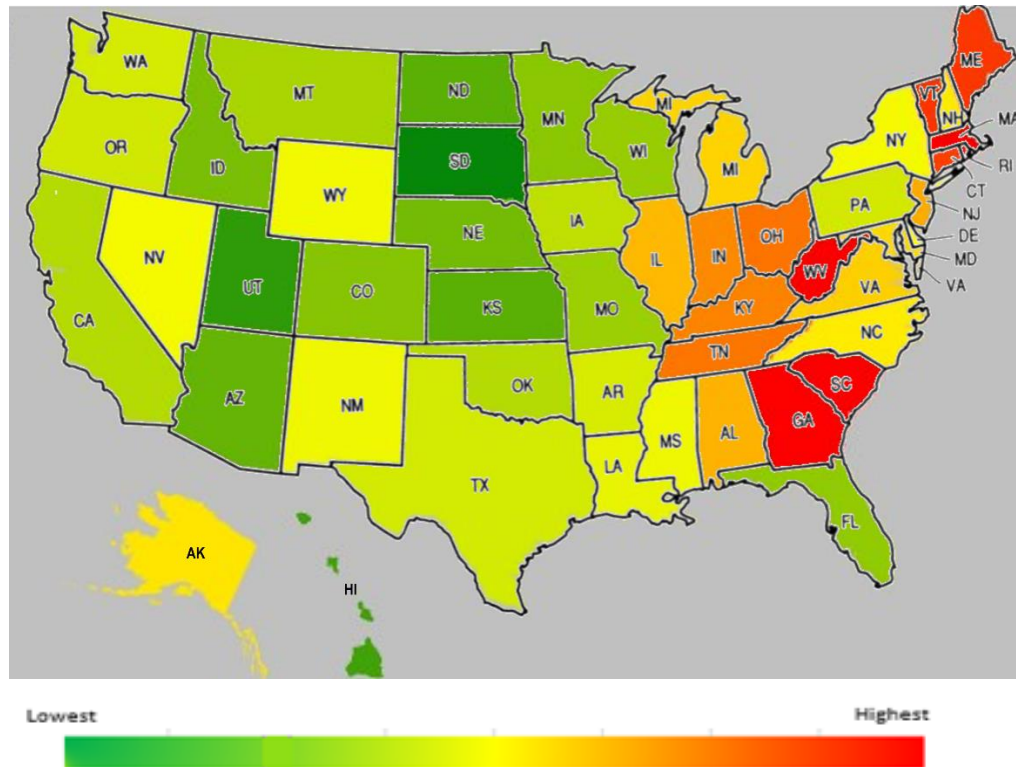 WA
MT
ND
MN
ME
VT
NH
MA
OR
ID
SD
WI
MI
MI
NY
RI
CT
WY
NJ
NE
IA
PA
DE
MD
NV
UT
CO
IL
IN
OH
WV
VA
VA
CA
KS
MO
KY
NC
AZ
NM
OK
TN
AR
SC
GA
MS
AL
TX
LA
FL
AK
HI
Lowest Highest